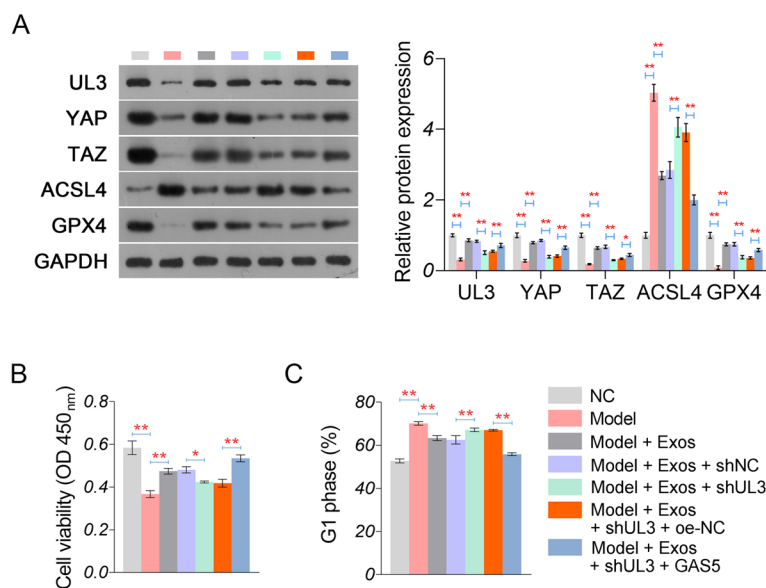 A
UL3
YAP
TAZ
ACSL4
GPX4
GAPDH
Relative protein expression
6
4
2
0
** ** ** **
** ** ** **
** ** ** *
** ** ** **
** ** ** **
UL3 YAP TAZ ACSL4 GPX4
B
Cell viability (OD 450nm)
0.8
0.6
0.4
0.2
0.0
** ** * **
C
G1 phase (%)
80
60
40
20
0
** ** ** **
NC
Model
Model + Exos
Model + Exos + shNC
Model + Exos + shUL3
Model + Exos
+ shUL3 + oe-NC
Model + Exos
+ shUL3 + GAS5